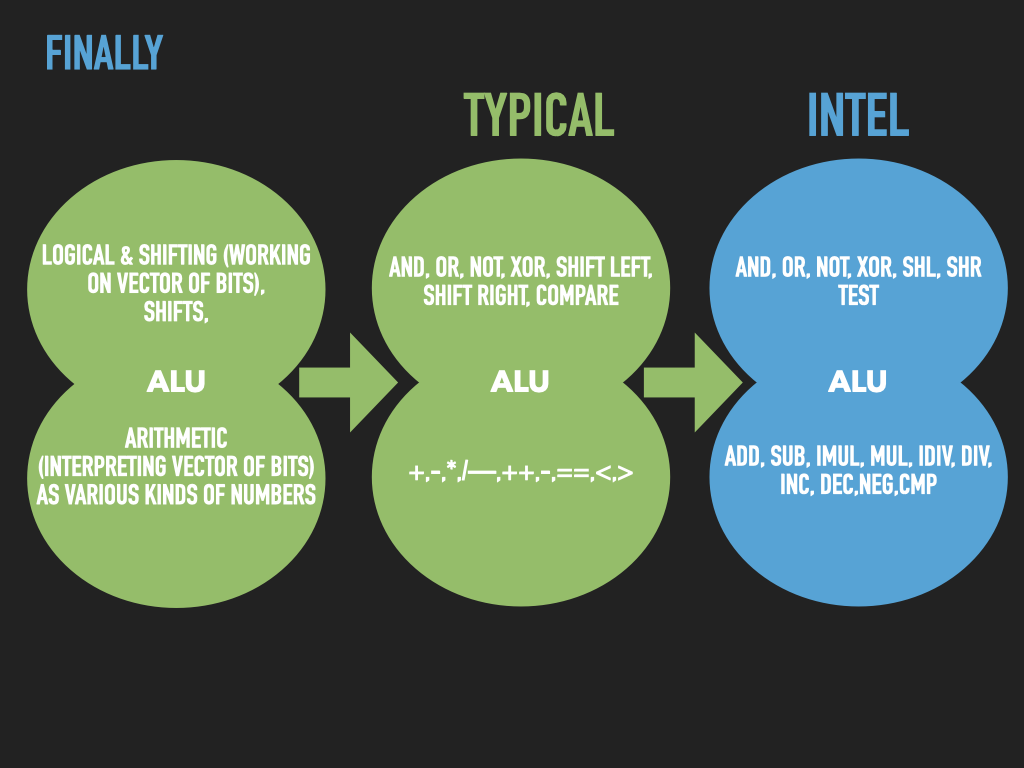 FINALLY
TYPICAL
INTEL
LOGICAL & SHIFTING (WORKING
ON VECTOR OF BITS),
SHIFTS,
ALU
ARITHMETIC
(INTERPRETING VECTOR OF BITS)
AS VARIOUS KINDS OF NUMBERS
AND, OR, NOT, XOR, SHIFT LEFT,
SHIFT RIGHT, COMPARE
ALU
+,-,*,/—,++,-,==,<,>
AND, OR, NOT, XOR, SHL, SHR
TEST
ALU
ADD, SUB, IMUL, MUL, IDIV, DIV,
INC, DEC,NEG,CMP